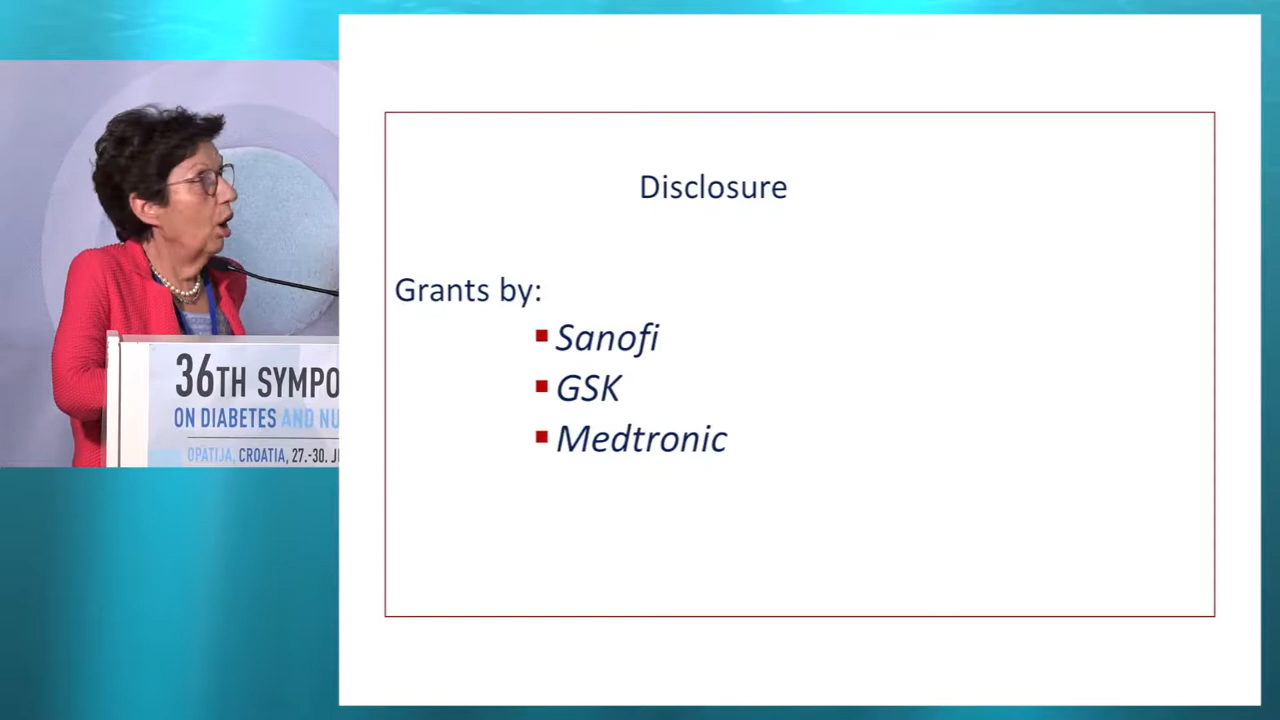 Disclosure
Grants by:
Sanofi
GSK
Medtronic
36TH SYMPO
ON DIABETES AND NU
OPATIJA, CROATIA, 27.-30. J